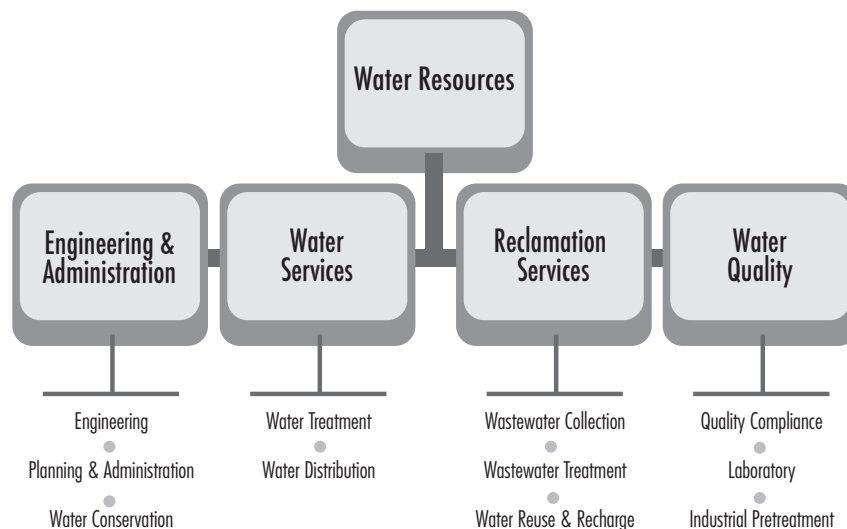 Water Resources
Engineering &
Administration
Water
Services
Reclamation
Services
Water
Quality
Engineering
Planning & Administration
Water Conservation
Water Treatment
Water Distribution
Wastewater Collection
Wastewater Treatment
Water Reuse & Recharge
Quality Compliance
Laboratory
Industrial Pretreatment